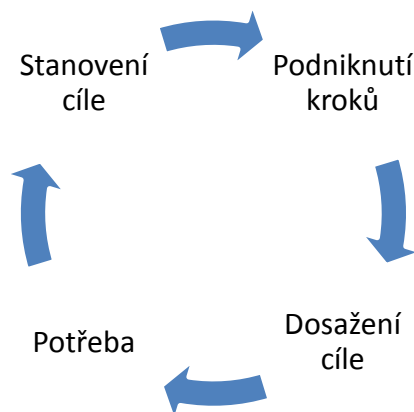 Stanovení
cíle
Podniknutí
kroků
Dosažení
cíle
Potřeba